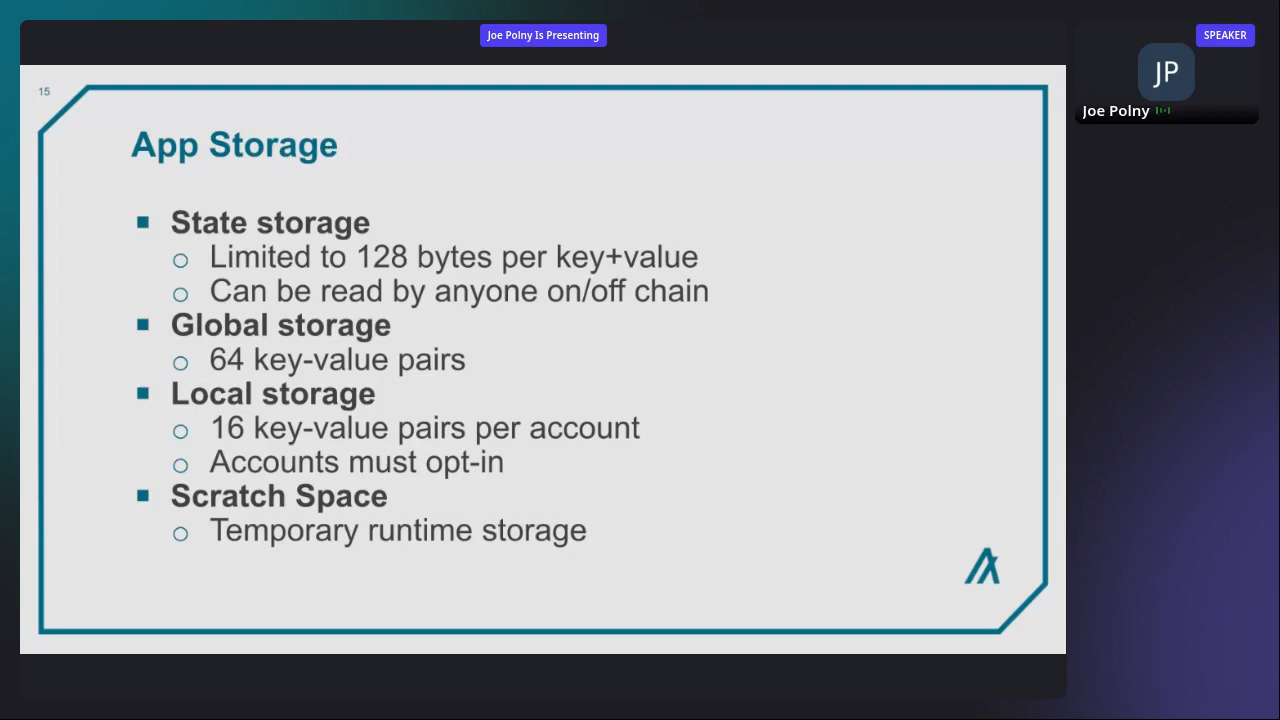 Joe Polny Is Presenting
SPEAKER
JP
Joe Polny
15
App Storage
State storage
Limited to 128 bytes per key+value
Can be read by anyone on/off chain
Global storage
64 key-value pairs
Local storage
16 key-value pairs per account
Accounts must opt-in
Scratch Space
Temporary runtime storage